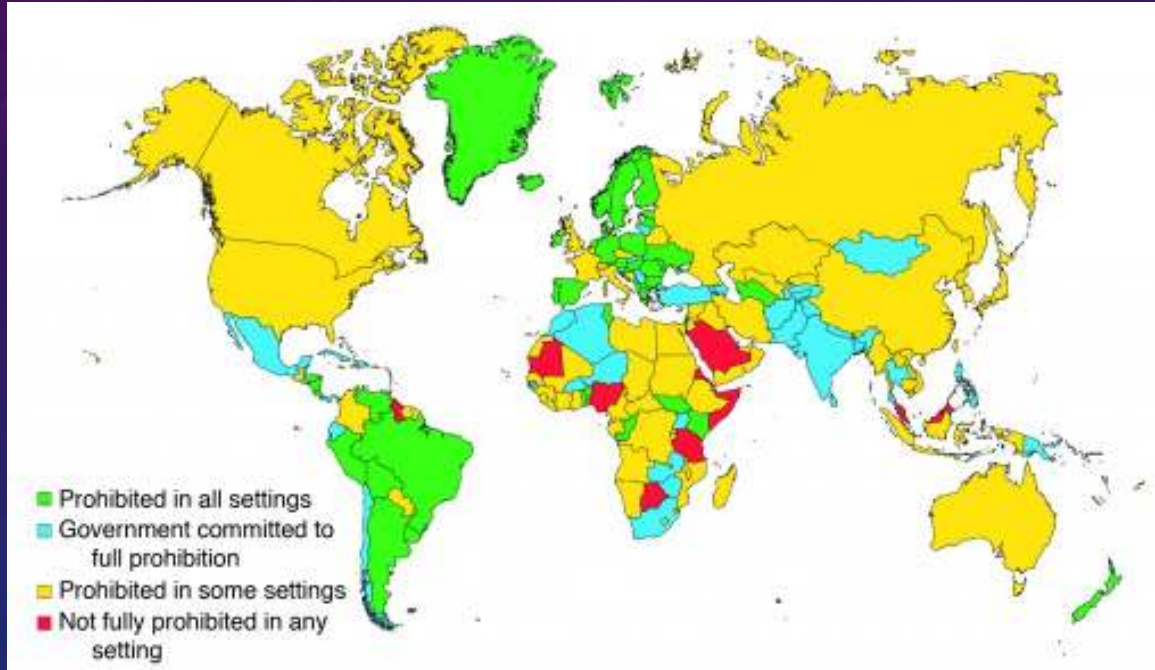 Prohibited in all settings
Government committed to
full prohibition
Prohibited in some settings
Not fully prohibited in any
setting